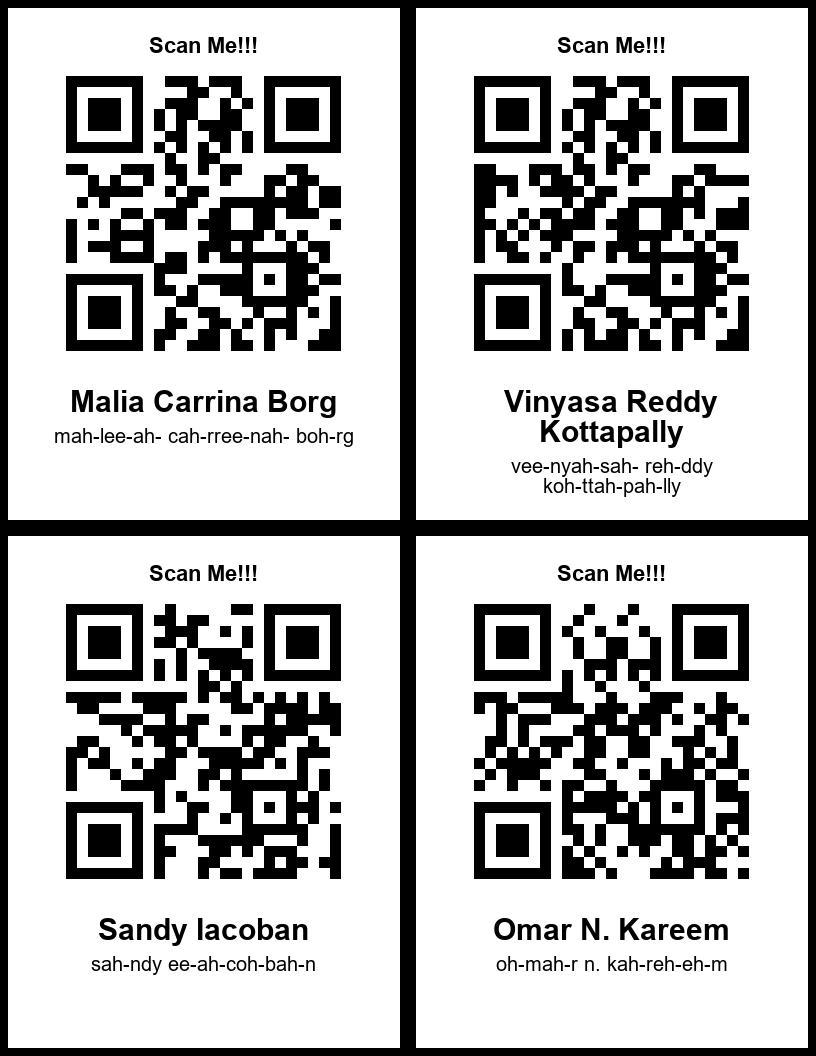 Scan Me!!!
Malia Carrina Borg
mah-lee-ah- cah-rree-nah- boh-rg
Scan Me!!!
Vinyasa Reddy
Kottapally
vee-nyah-sah- reh-ddy
koh-ttah-pah-lly
Scan Me!!!
Sandy Iacoban
sah-ndy ee-ah-coh-bah-n
Scan Me!!!
Omar N. Kareem
oh-mah-r n. kah-reh-eh-m